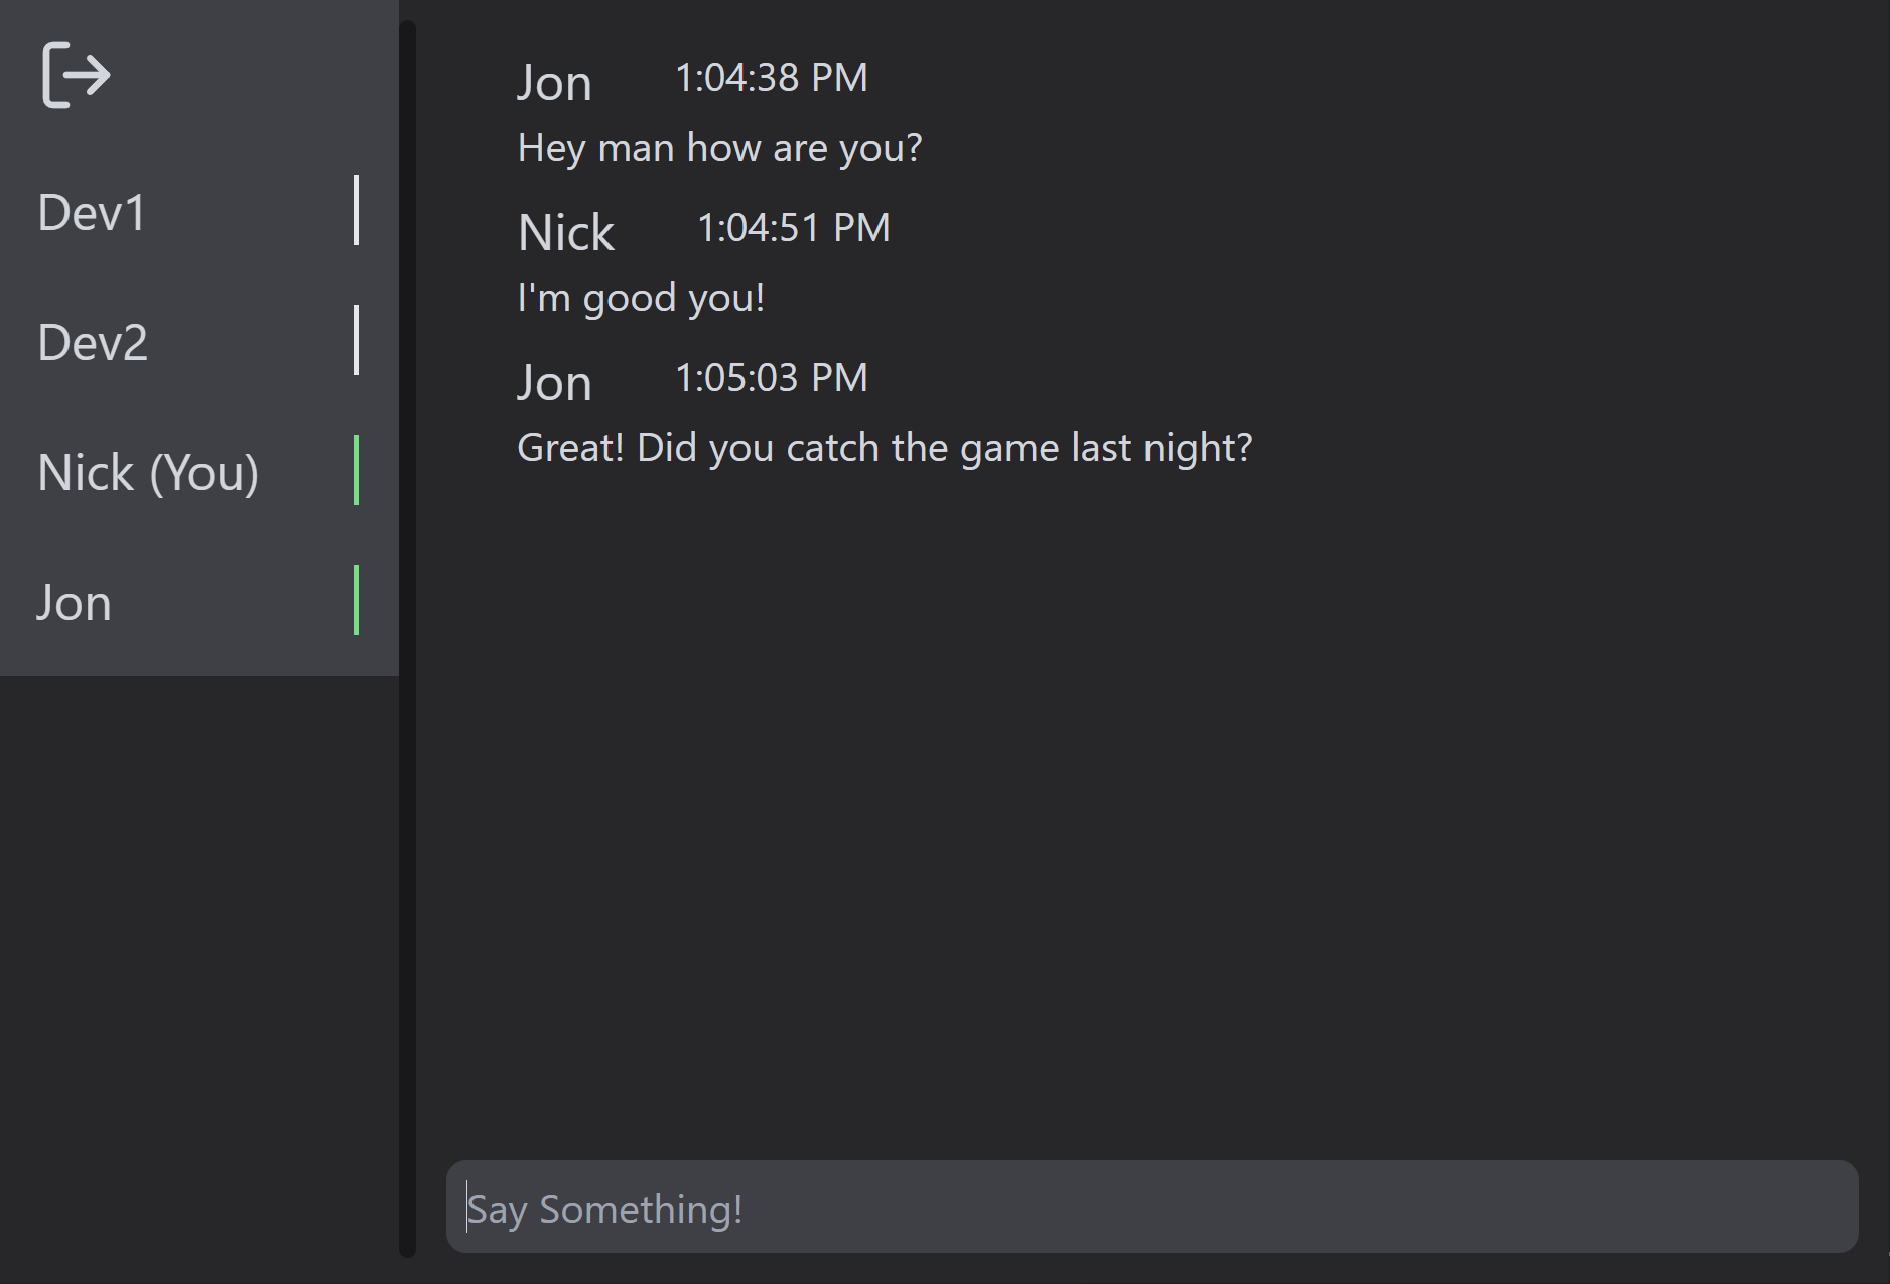 Dev1
Dev2
Nick (You)
Jon
Jon 1:04:38 PM
Hey man how are you?
Nick 1:04:51 PM
I'm good you!
Jon 1:05:03 PM
Great! Did you catch the game last night?
Say Something!